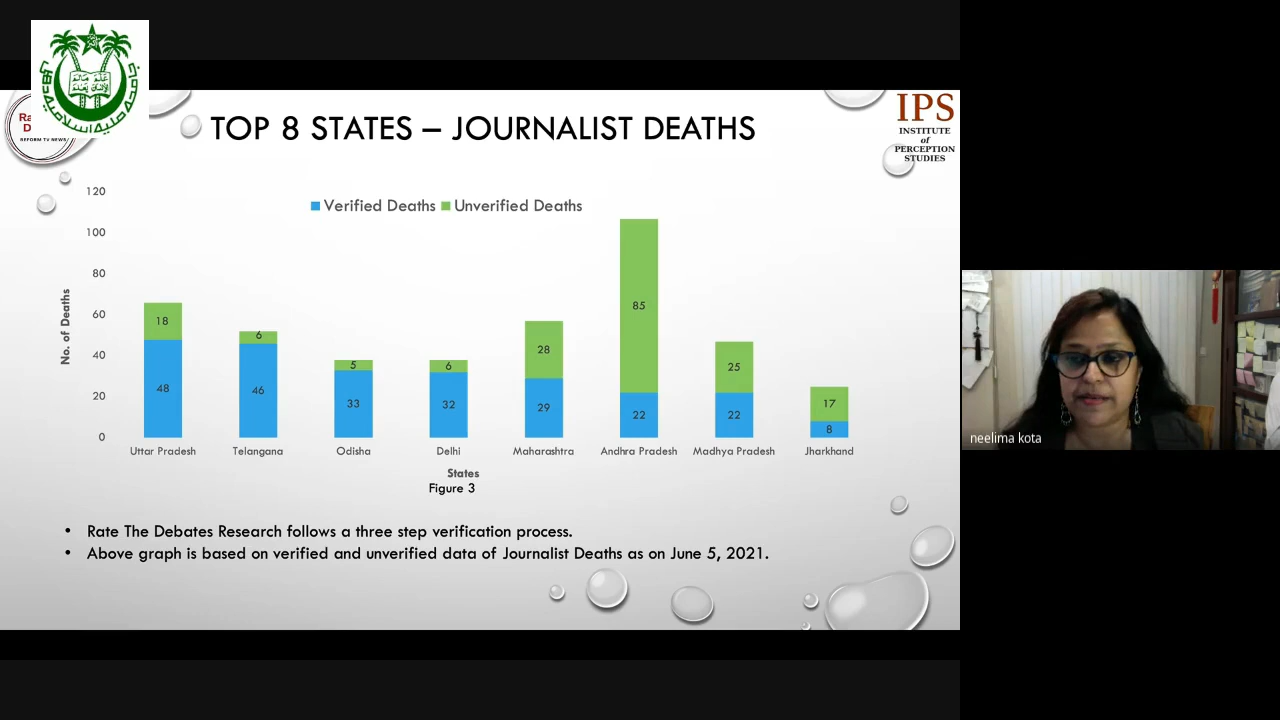 TOP 8 STATES – JOURNALIST DEATHS
IPS
INSTITUTE
of
PERCEPTION
STUDIES
REFORM TV NEWS
Verified Deaths Unverified Deaths
No. of Deaths
120
100
80
60
40
20
0
18
48
6
46
5
33
6
32
28
29
85
22
25
22
17
8
Uttar Pradesh Telangana Odisha Delhi Maharashtra Andhra Pradesh Madhya Pradesh Jharkhand
States
Figure 3
• Rate The Debates Research follows a three step verification process.
• Above graph is based on verified and unverified data of Journalist Deaths as on June 5, 2021.
neelima kota